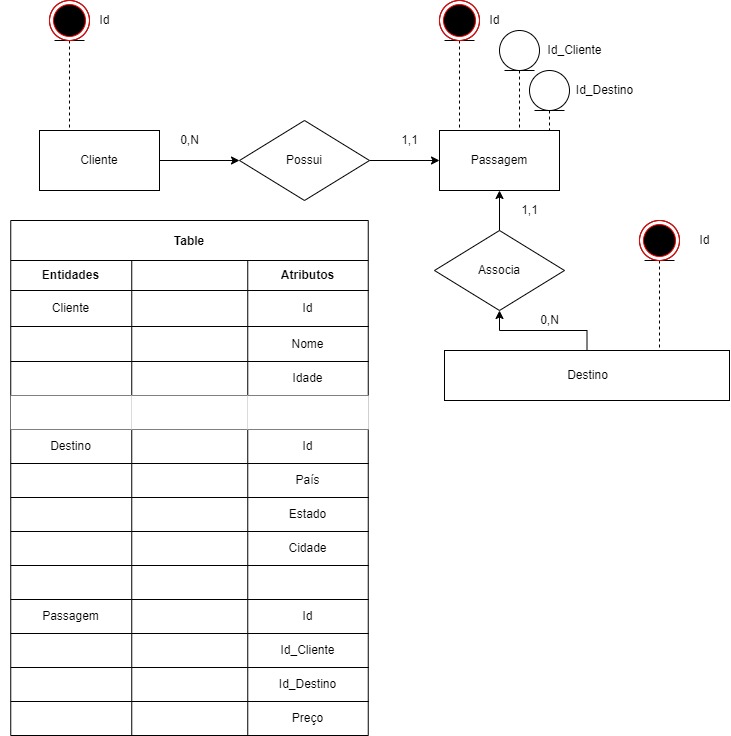 Id
Id
Id_Cliente
Id_Destino
Cliente
0,N
Possui
1,1
Passagem
1,1
Associa
Id
0,N
Destino
Table
Entidades Atributos
Cliente Id
Nome
Idade
Destino Id
País
Estado
Cidade
Passagem Id
Id_Cliente
Id_Destino
Preço